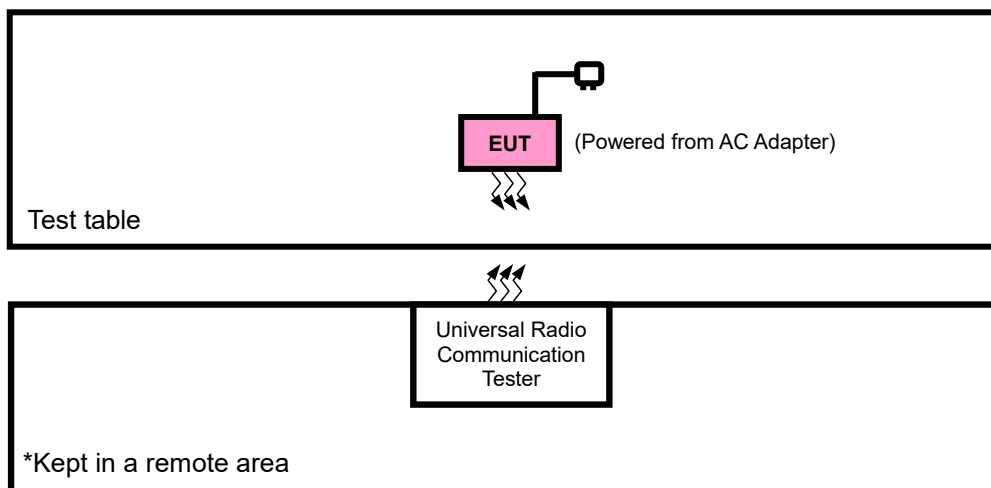 EUT
(Powered from AC Adapter)
Test table
Universal Radio
Communication
Tester
*Kept in a remote area